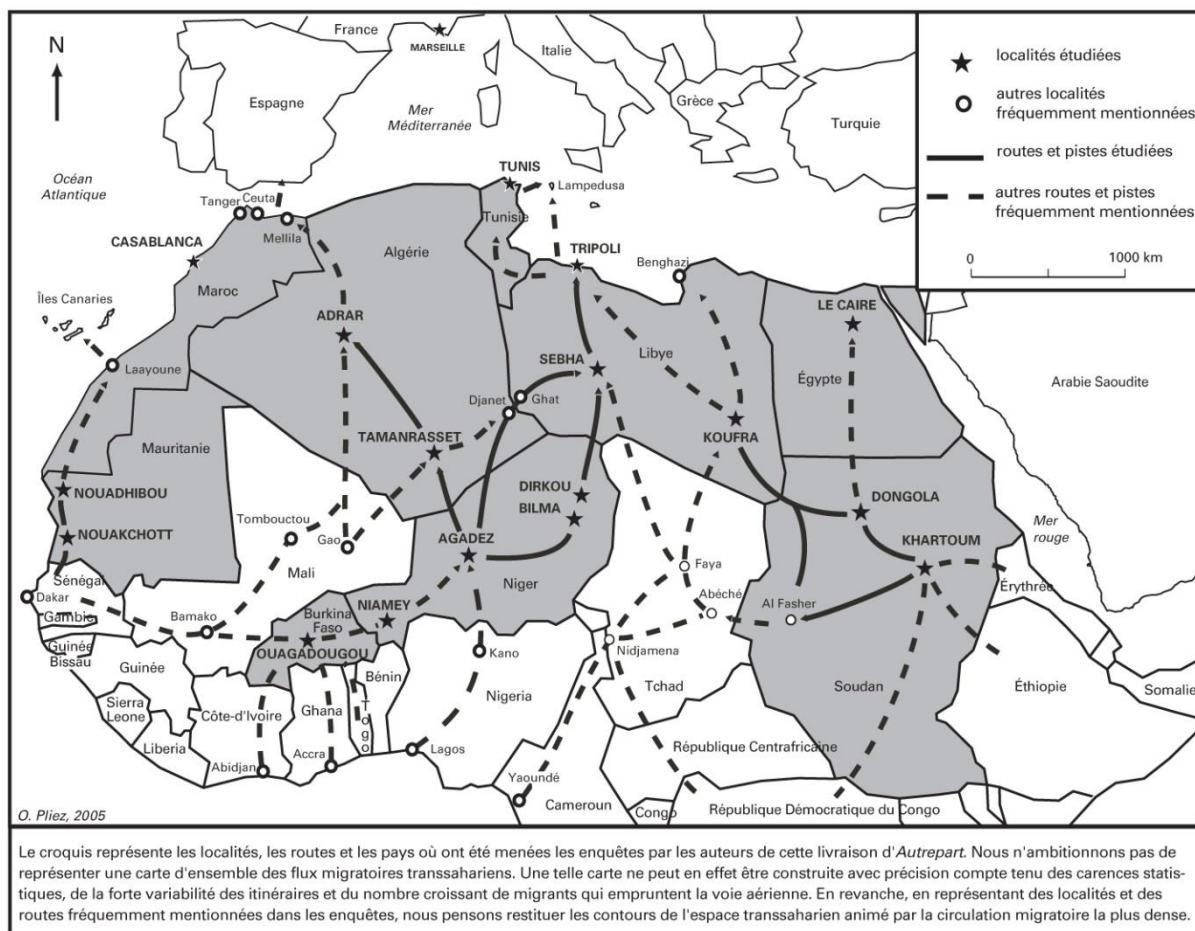 N
France
MARSEILLE
Italie
Espagne
Mer
Méditerranée
Grèce
Turquie
Océan
Atlantique
localités étudiées
autres localités
fréquemment mentionnées
routes et pistes étudiées
autres routes et pistes
fréquemment mentionnées
0
1000 km
TUNIS
Lampedusa
Tanger
Ceuta
Mellila
Tunisie
CASABLANCA
Algérie
TRIPOLI
Benghazi
Maroc
Îles Canaries
ADRAR
LE CAIRE
Laayoune
SEBHA
Libye
Égypte
Arabie Saoudite
Djanet
Ghat
Mauritanie
TAMANRASSET
KOUFRA
NOUADHIBOU
DIRKOU
BILMA
DONGOLA
NOUAKCHOTT
Tombouctou
Gao
AGADEZ
KHARTOUM
Mer
rouge
Sénégal
Mali
Niger
Faya
Érythrée
Dakar
Gambie
Bamako
Burkina
Faso
NIAMEY
Abéché
Al Fasher
Guinée
Bissau
OUAGADOUGOU
Kano
Nidjamena
Guinée
Bénin
Nigeria
Tchad
Soudan
Éthiopie
Somalie
Sierra
Leone
Côte-d'Ivoire
Ghana
Togo
Liberia
République Centrafricaine
Abidjan
Accra
Lagos
Yaoundé
Cameroun
Congo
République Démocratique du Congo
O. Pliez, 2005
Le croquis représente les localités, les routes et les pays où ont été menées les enquêtes par les auteurs de cette livraison d'Autrepart. Nous n'ambitionnons pas de
représenter une carte d'ensemble des flux migratoires transsahariens. Une telle carte ne peut en effet être construite avec précision compte tenu des carences statis-
tiques, de la forte variabilité des itinéraires et du nombre croissant de migrants qui empruntent la voie aérienne. En revanche, en représentant des localités et des
routes fréquemment mentionnées dans les enquêtes, nous pensons restituer les contours de l'espace transsaharien animé par la circulation migratoire la plus dense.